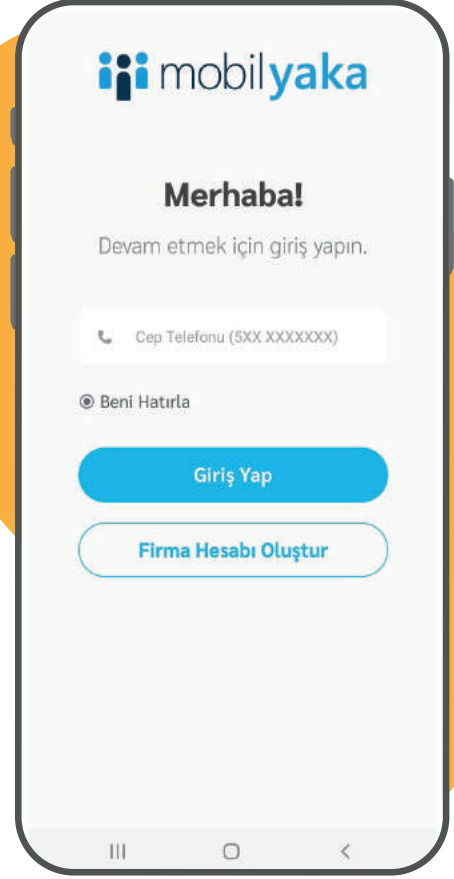 mobilyaka
Merhaba!
Devam etmek için giriş yapın.
Cep Telefonu (5XX XXXXXXX)
Beni Hatırla
Giriş Yap
Firma Hesabı Oluştur